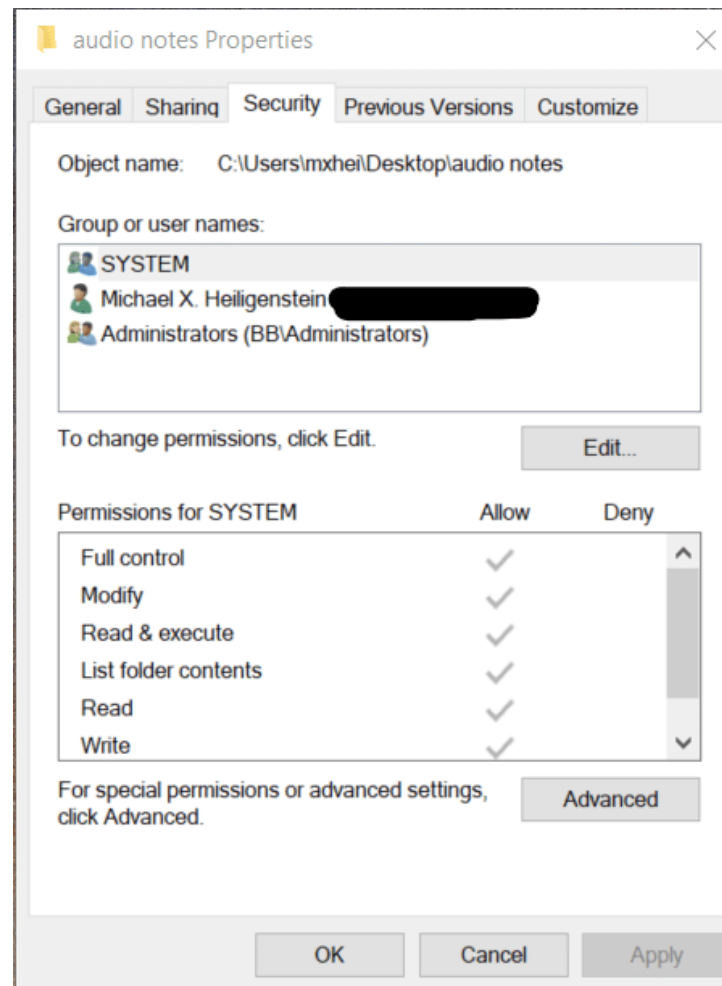 audio notes Properties
General Sharing Security Previous Versions Customize
Object name: C:\Users\mxhei\Desktop\audio notes
Group or user names:
SYSTEM
Michael X. Heiligenstein
Administrators (BB\Administrators)
To change permissions, click Edit.
Edit...
Permissions for SYSTEM Allow Deny
Full control
Modify
Read & execute
List folder contents
Read
Write
For special permissions or advanced settings,
click Advanced.
Advanced
OK Cancel Apply